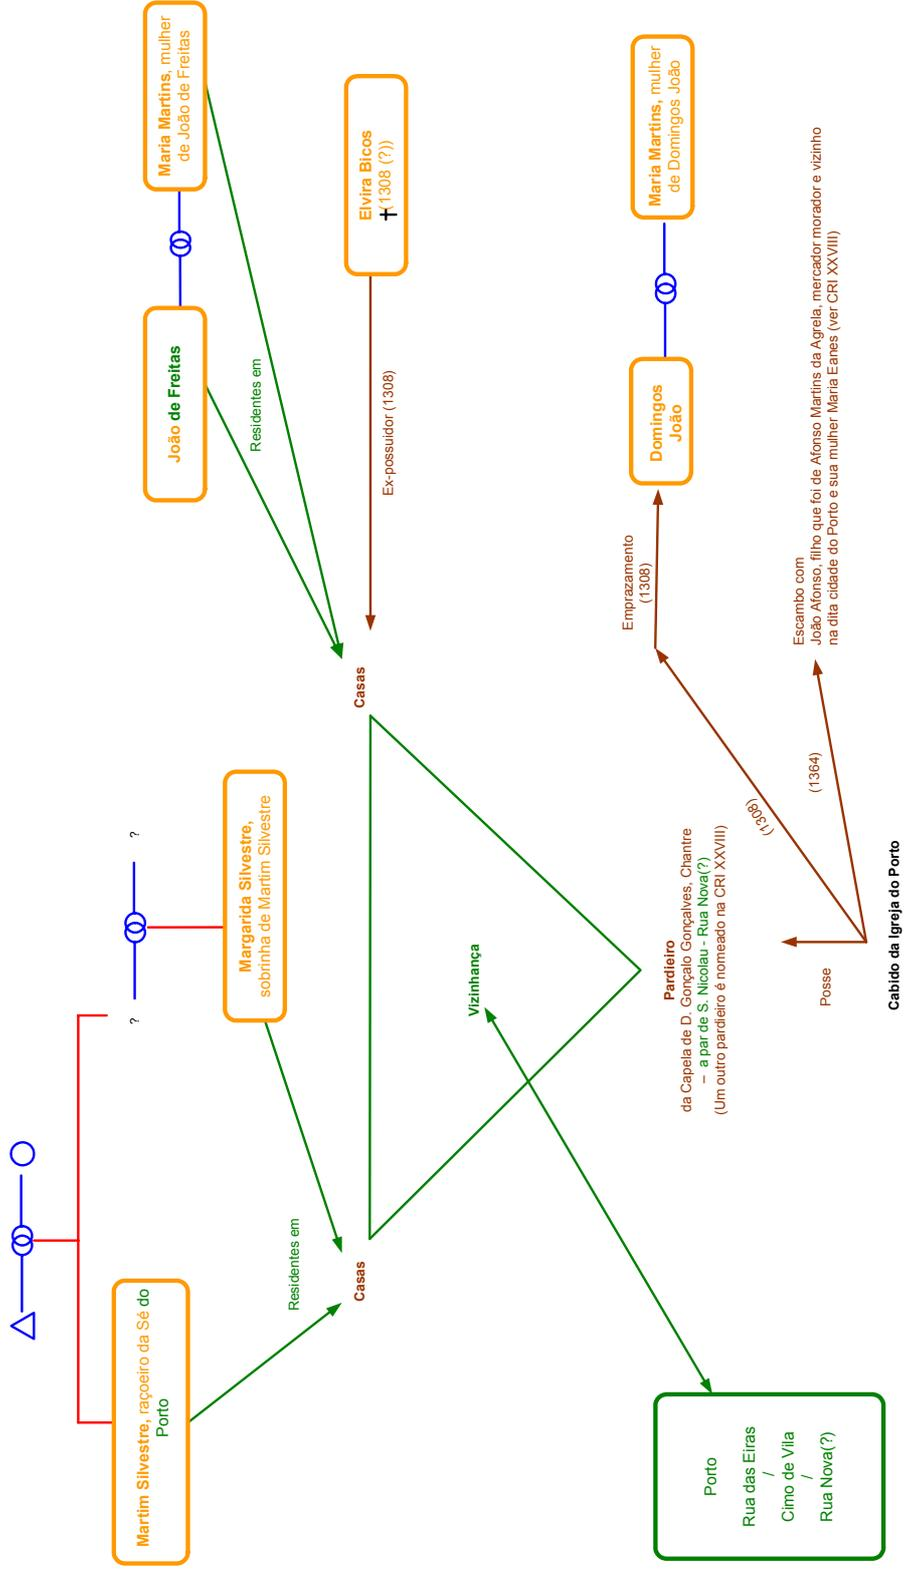 Martim Silvestre, raçoeiro da Sé do
Porto
?
?
Margarida Silvestre,
sobrinha de Martim Silvestre
João de Freitas
Maria Martins, mulher
de João de Freitas
Residentes em
Residentes em
Casas
Casas
Elvira Bicos
(1308 (?))
Ex-possuidor (1308)
Vizinhança
Porto
Rua das Eiras
/
Cimo de Vila
/
Rua Nova(?)
Pardieiro
da Capela de D. Gonçalo Gonçalves, Chantre
– a par de S. Nicolau - Rua Nova(?)
(Um outro pardieiro é nomeado na CRI XXVIII)
Emprazamento
(1308)
Domingos
João
Maria Martins, mulher
de Domingos João
Posse
(1308)
(1364)
Escambo com
João Afonso, filho que foi de Afonso Martins da Agrela, mercador morador e vizinho
na dita cidade do Porto e sua mulher Maria Eanes (ver CRI XXVIII)
Cabido da Igreja do Porto